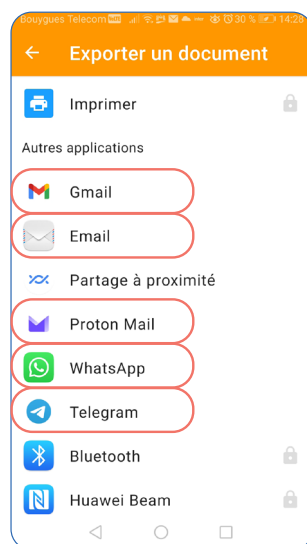 Bouygues Telecom 30 % 14:28
Exporter un document
Imprimer
Autres applications
Gmail
Email
Partage à proximité
Proton Mail
WhatsApp
Telegram
Bluetooth
Huawei Beam